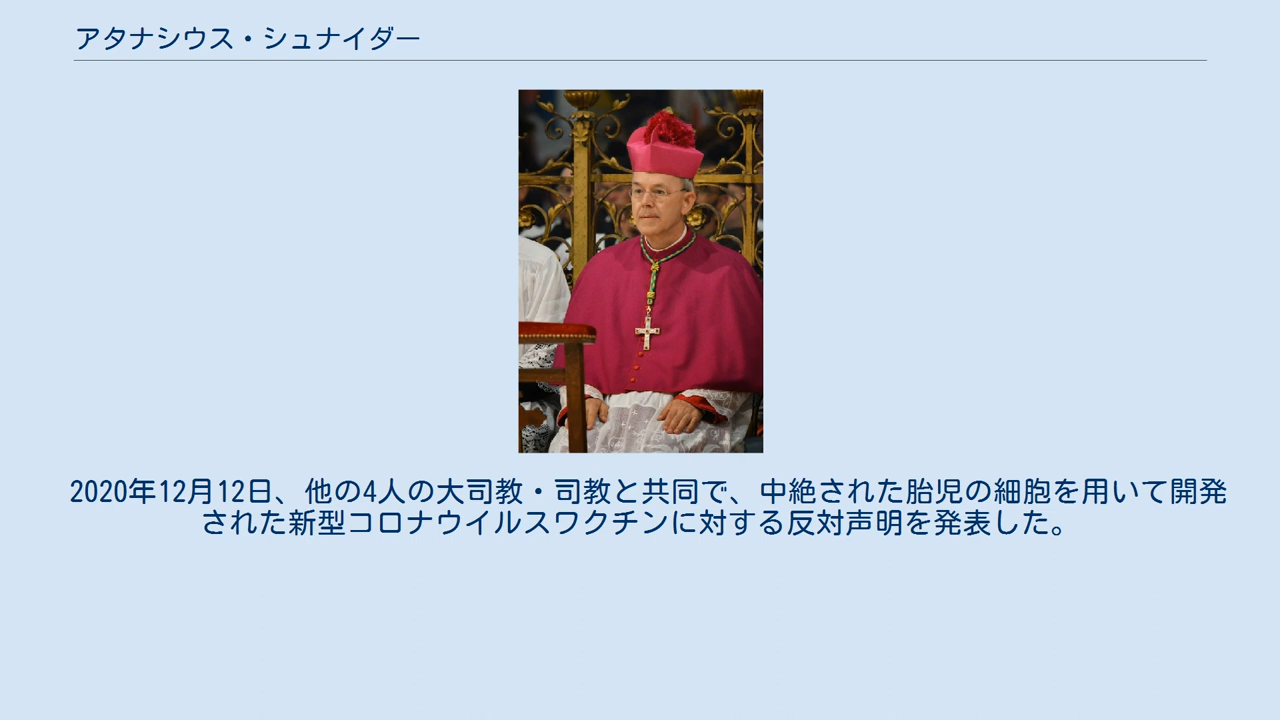 アタナシウス・シュナイダー
2020年12月12日、他の4人の大司教・司教と共同で、中絶された胎児の細胞を用いて開発
された新型コロナウイルスワクチンに対する反対声明を発表した。